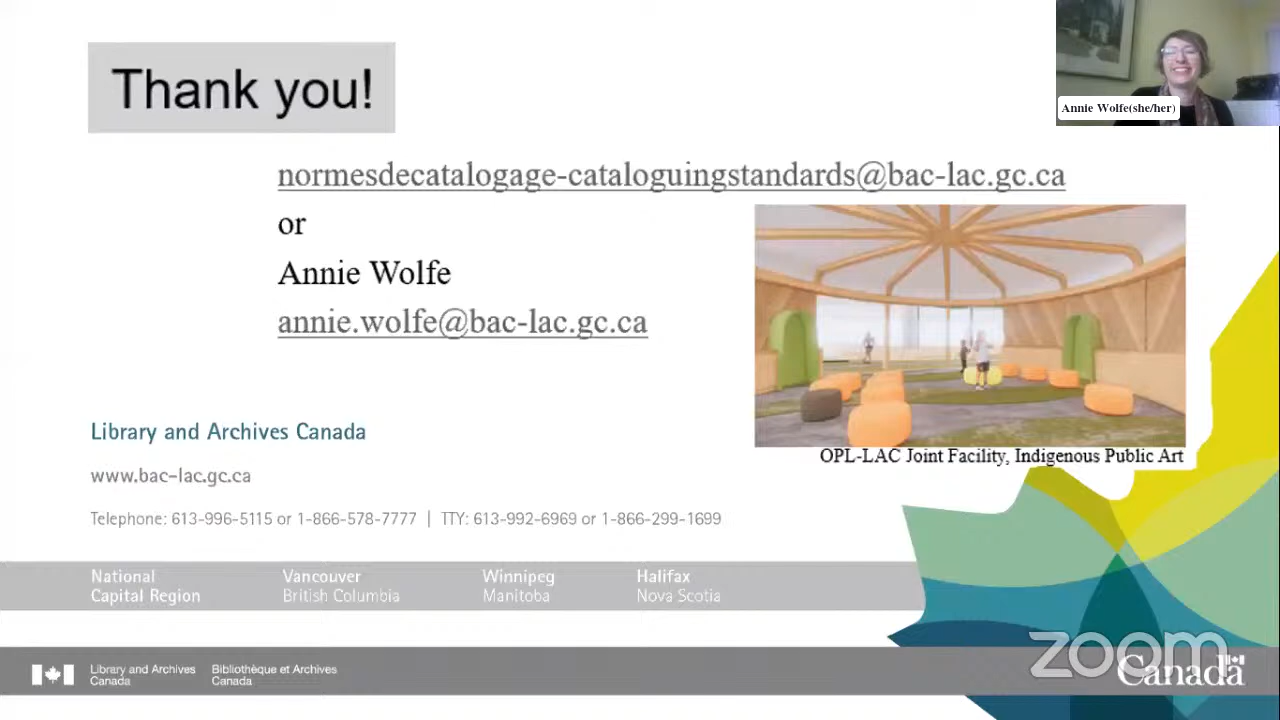 Thank you!
Annie Wolfe(she/her)
normesdecatalogage-cataloguingstandards@bac-lac.gc.ca
or
Annie Wolfe
annie.wolfe@bac-lac.gc.ca
OPL-LAC Joint Facility, Indigenous Public Art
Library and Archives Canada
www.bac-lac.gc.ca
Telephone: 613-996-5115 or 1-866-578-7777 | TTY: 613-992-6969 or 1-866-299-1699
National
Capital Region
Vancouver
British Columbia
Winnipeg
Manitoba
Halifax
Nova Scotia
Library and Archives
Canada
Bibliothèque et Archives
Canada
zoom
Canada